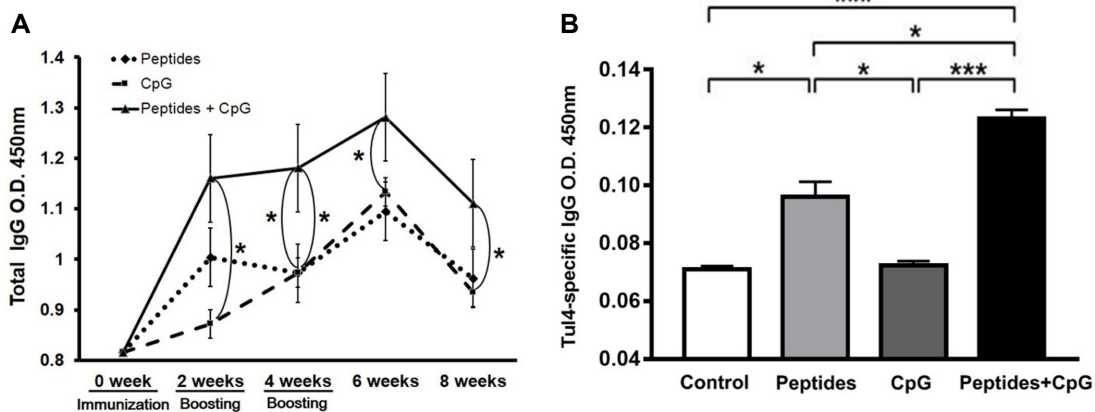 A
Total IgG O.D. 450nm
1.4
1.3
1.2
1.1
1
0.9
0.8
Peptides
CpG
Peptides + CpG
*
* *
*
*
0 week 2 weeks 4 weeks 6 weeks 8 weeks
Immunization Boosting Boosting
B
Tul4-specific IgG O.D. 450nm
0.14
0.12
0.10
0.08
0.06
0.04
*
* * ***
Control Peptides CpG Peptides+CpG